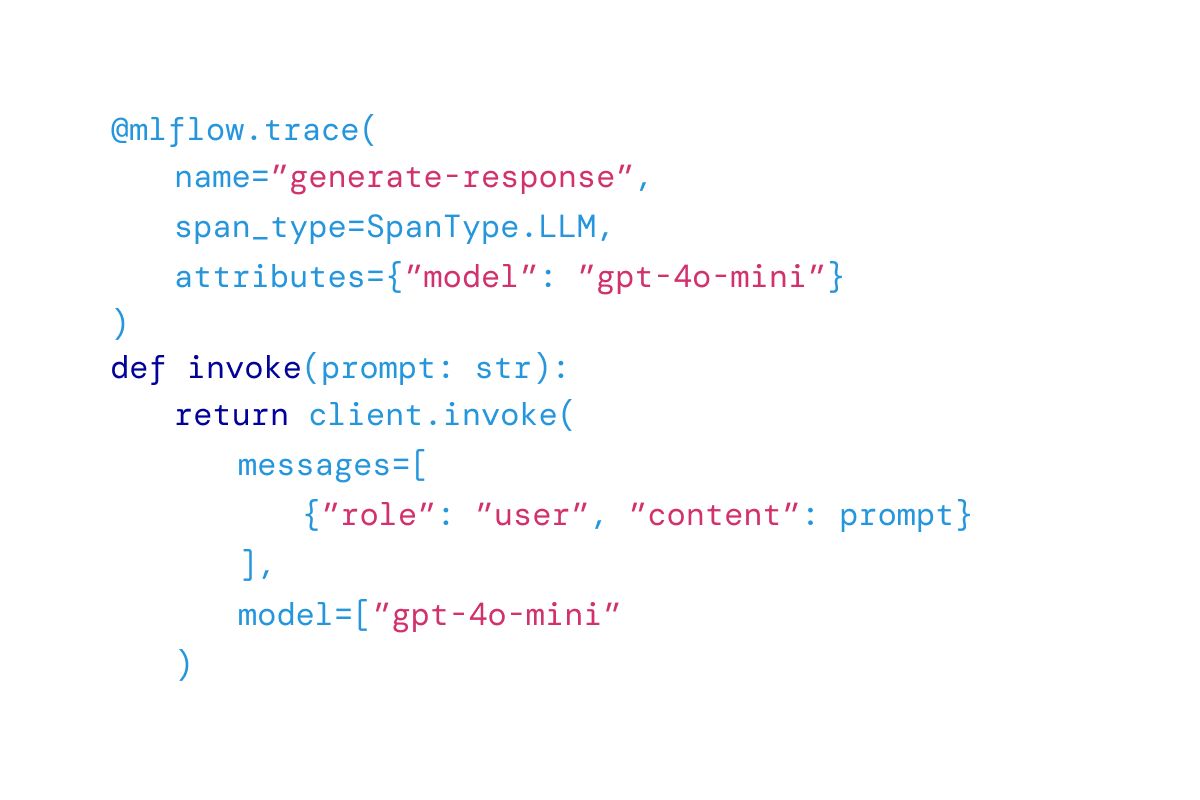 @mlflow.trace(
name="generate-response",
span_type=SpanType.LLM,
attributes={"model": "gpt-4o-mini"}
)
def invoke(prompt: str):
return client.invoke(
messages=[
{"role": "user", "content": prompt}
],
model=["gpt-4o-mini"
)